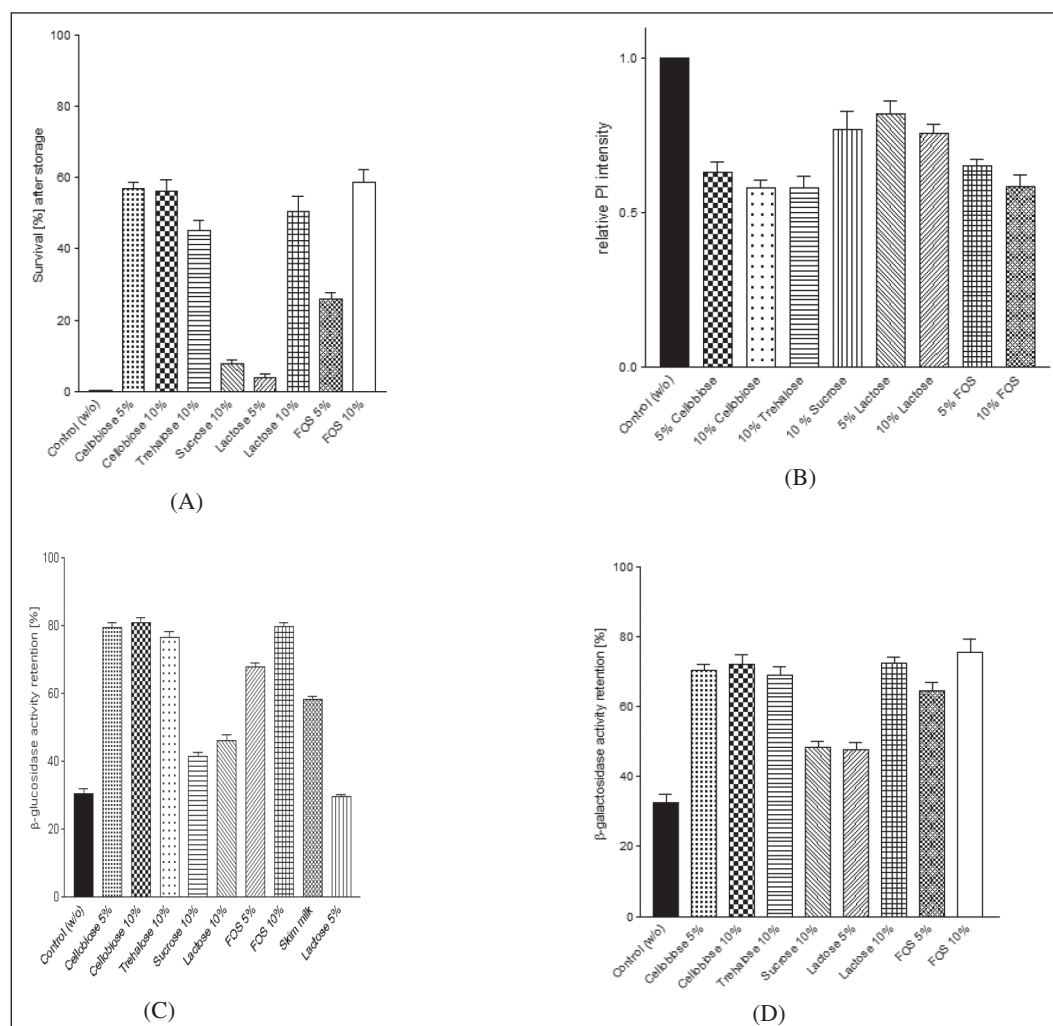 100
80
60
40
20
0
Survival [%] after storage
Control (w/o)
Cellobiose 5%
Cellobiose 10%
Trehalose 10%
Sucrose 10%
Lactose 5%
Lactose 10%
FOS 5%
FOS 10%
(A)
1.0
0.5
0.0
relative PI intensity
Control (w/o)
5% Cellobiose
10% Cellobiose
10% Trehalose
10 % Sucrose
5% Lactose
10% Lactose
5% FOS
10% FOS
(B)
100
80
60
40
20
0
β-glucosidase activity retention [%]
Control (w/o)
Cellobiose 5%
Cellobiose 10%
Trehalose 10%
Sucrose 10%
Lactose 10%
FOS 5%
FOS 10%
Skim milk
Lactose 5%
(C)
100
80
60
40
20
0
β-galactosidase activity retention [%]
Control (w/o)
Cellobiose 5%
Cellobiose 10%
Trehalose 10%
Sucrose 10%
Lactose 5%
Lactose 10%
FOS 5%
FOS 10%
(D)